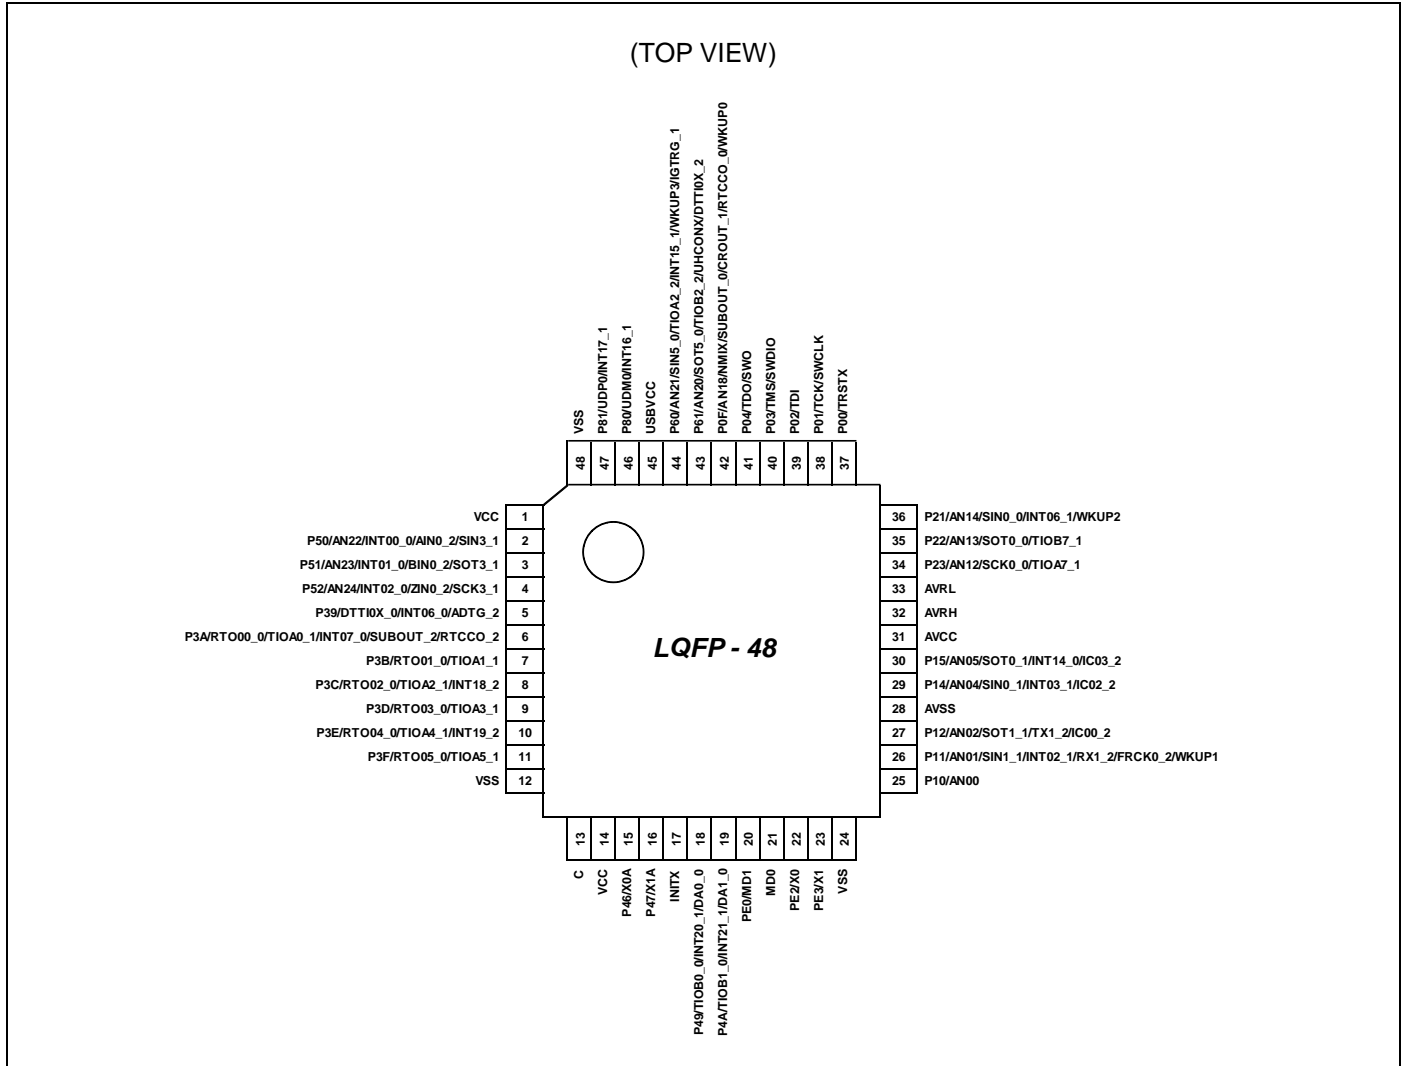 (TOP VIEW)
VSS
P81/UDP0/INT17_1
P80/UDM0/INT16_1
USBVCC
P60/AN21/SIN5_0/TIOA2_2/INT15_1/WKUP3/IGTRG_1
P61/AN20/SOT5_0/TIOB2_2/UHCONX/DTTI0X_2
P0F/AN18/NMIX/SUBOUT_0/CROUT_1/RTCCO_0/WKUP0
P04/TDO/SWO
P03/TMS/SWDIO
P02/TDI
P01/TCK/SWCLK
P00/TRSTX
48
47
46
45
44
43
42
41
40
39
38
37
VCC 1
P50/AN22/INT00_0/AIN0_2/SIN3_1 2
P51/AN23/INT01_0/BIN0_2/SOT3_1 3
P52/AN24/INT02_0/ZIN0_2/SCK3_1 4
P39/DTTI0X_0/INT06_0/ADTG_2 5
P3A/RTO00_0/TIOA0_1/INT07_0/SUBOUT_2/RTCCO_2 6
P3B/RTO01_0/TIOA1_1 7
P3C/RTO02_0/TIOA2_1/INT18_2 8
P3D/RTO03_0/TIOA3_1 9
P3E/RTO04_0/TIOA4_1/INT19_2 10
P3F/RTO05_0/TIOA5_1 11
VSS 12
LQFP - 48
36 P21/AN14/SIN0_0/INT06_1/WKUP2
35 P22/AN13/SOT0_0/TIOB7_1
34 P23/AN12/SCK0_0/TIOA7_1
33 AVRL
32 AVRH
31 AVCC
30 P15/AN05/SOT0_1/INT14_0/IC03_2
29 P14/AN04/SIN0_1/INT03_1/IC02_2
28 AVSS
27 P12/AN02/SOT1_1/TX1_2/IC00_2
26 P11/AN01/SIN1_1/INT02_1/RX1_2/FRCK0_2/WKUP1
25 P10/AN00
13
14
15
16
17
18
19
20
21
22
23
24
C
VCC
P46/X0A
P47/X1A
INITX
P49/TIOB0_0/INT20_1/DA0_0
P4A/TIOB1_0/INT21_1/DA1_0
PE0/MD1
MD0
PE2/X0
PE3/X1
VSS